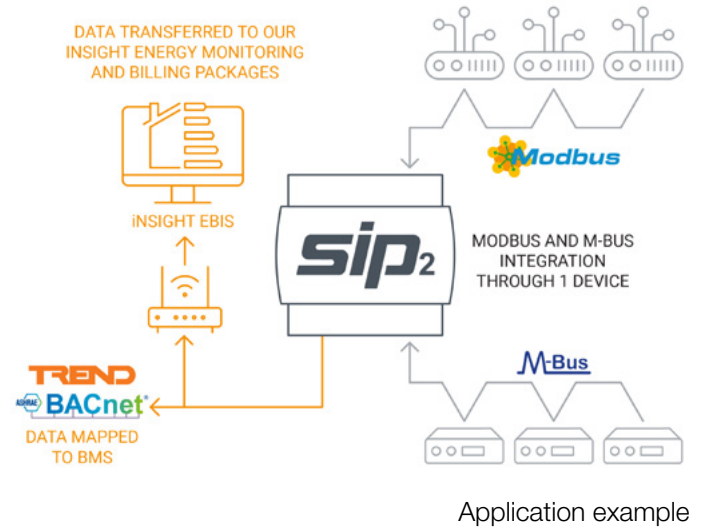 DATA TRANSFERRED TO OUR
INSIGHT ENERGY MONITORING
AND BILLING PACKAGES
iNSIGHT EBIS
Modbus
sip2
MODBUS AND M-BUS
INTEGRATION
THROUGH 1 DEVICE
M-Bus
TREND
ASHRAE BACnet®
DATA MAPPED
TO BMS
Application example